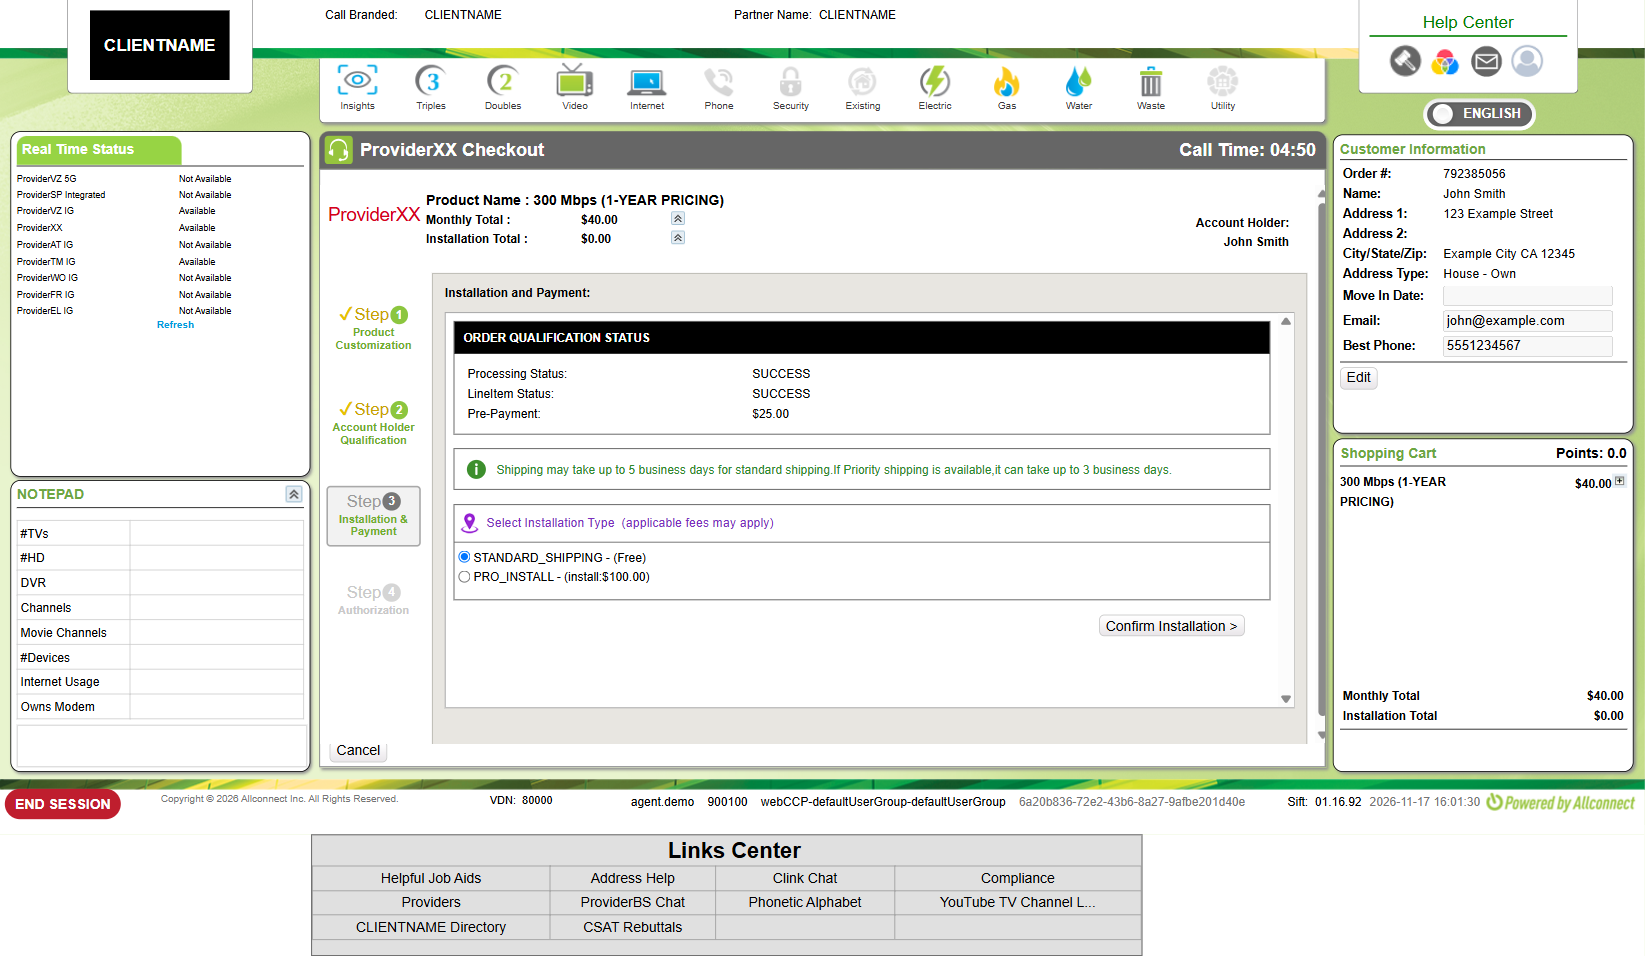 CLIENTNAME
Call Branded: CLIENTNAME
Partner Name: CLIENTNAME
Help Center
ENGLISH
Insights
Triples
Doubles
Video
Internet
Phone
Security
Existing
Electric
Gas
Water
Waste
Utility
3
2
Real Time Status
ProviderVZ 5G Not Available
ProviderSP Integrated Not Available
ProviderVZ IG Available
ProviderXX Available
ProviderAT IG Not Available
ProviderTM IG Available
ProviderWO IG Not Available
ProviderFR IG Not Available
ProviderEL IG Not Available
Refresh
NOTEPAD
#TVs
#HD
DVR
Channels
Movie Channels
#Devices
Internet Usage
Owns Modem
ProviderXX Checkout
Call Time: 04:50
ProviderXX
Product Name : 300 Mbps (1-YEAR PRICING)
Monthly Total : $40.00
Installation Total : $0.00
Account Holder:
John Smith
Step 1
Product
Customization
Step 2
Account Holder
Qualification
Step 3
Installation &
Payment
Step 4
Authorization
Installation and Payment:
ORDER QUALIFICATION STATUS
Processing Status: SUCCESS
LineItem Status: SUCCESS
Pre-Payment: $25.00
i
Shipping may take up to 5 business days for standard shipping.If Priority shipping is available,it can take up to 3 business days.
Select Installation Type (applicable fees may apply)
STANDARD_SHIPPING - (Free)
PRO_INSTALL - (install:$100.00)
Confirm Installation >
Cancel
Customer Information
Order #: 792385056
Name: John Smith
Address 1: 123 Example Street
Address 2:
City/State/Zip: Example City CA 12345
Address Type: House - Own
Move In Date:
Email: john@example.com
Best Phone: 5551234567
Edit
Shopping Cart
Points: 0.0
300 Mbps (1-YEAR
PRICING)
$40.00
Monthly Total $40.00
Installation Total $0.00
END SESSION
Copyright © 2026 Allconnect Inc. All Rights Reserved.
VDN: 80000
agent.demo 900100 webCCP-defaultUserGroup-defaultUserGroup 6a20b836-72e2-43b6-8a27-9afbe201d40e
Sift: 01.16.92 2026-11-17 16:01:30
Powered by Allconnect
Links Center
Helpful Job Aids Address Help Clink Chat Compliance
Providers ProviderBS Chat Phonetic Alphabet YouTube TV Channel L...
CLIENTNAME Directory CSAT Rebuttals